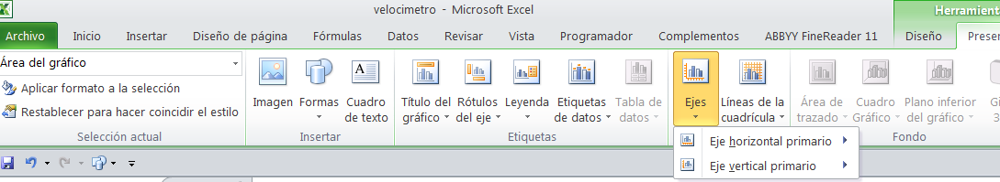 velocimetro - Microsoft Excel
Herramienta
Archivo Inicio Insertar Diseño de página Fórmulas Datos Revisar Vista Programador Complementos ABBYY FineReader 11 Diseño Presen
Área del gráfico
Aplicar formato a la selección
Restablecer para hacer coincidir el estilo
Selección actual
Imagen Formas Cuadro de texto
Insertar
Título del gráfico Rótulos del eje Leyenda Etiquetas de datos Tabla de datos
Etiquetas
Ejes Líneas de la cuadrícula
Área de trazado Cuadro Gráfico Plano inferior del gráfico Gi 3
Fondo
Eje horizontal primario
Eje vertical primario